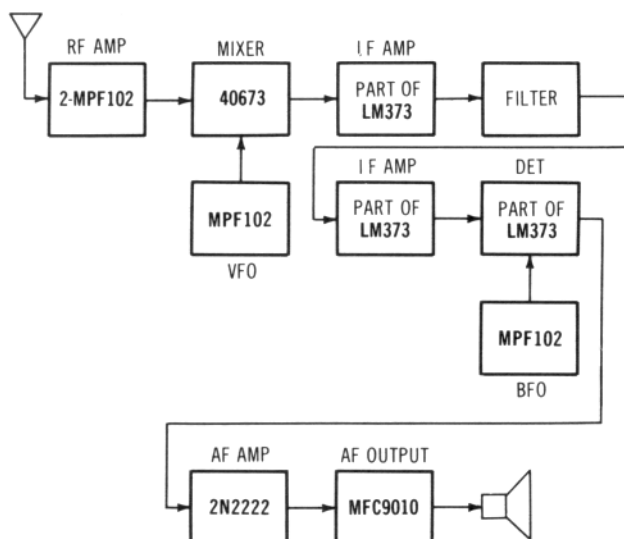 RF AMP
MIXER
I.F AMP
2-MPF102
40673
PART OF
LM373
FILTER
MPF102
VFO
I F AMP
PART OF
LM373
DET
PART OF
LM373
MPF102
BFO
AF AMP
AF OUTPUT
2N2222
MFC9010